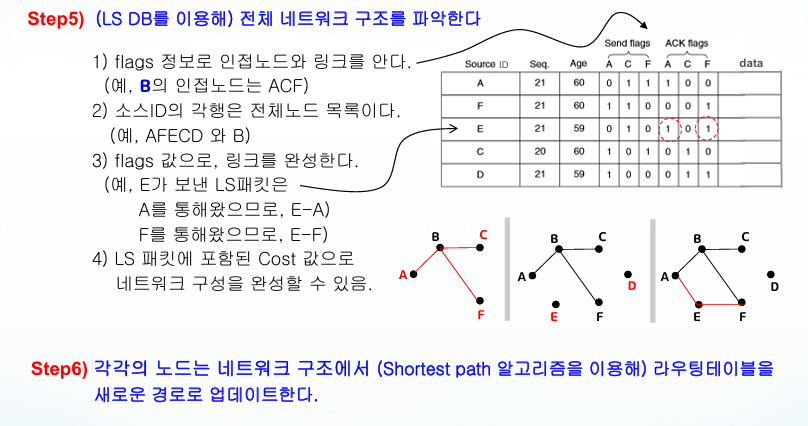 Step5) (LS DB를 이용해) 전체 네트워크 구조를 파악한다
1) flags 정보로 인접노드와 링크를 안다.
(예, B의 인접노드는 ACF)
2) 소스ID의 각행은 전체노드 목록이다.
(예, AFECD 와 B)
3) flags 값으로, 링크를 완성한다.
(예, E가 보낸 LS패킷은
A를 통해왔으므로, E-A)
F를 통해왔으므로, E-F)
4) LS 패킷에 포함된 Cost 값으로
네트워크 구성을 완성할 수 있음.
Send flags ACK flags
Source ID Seq. Age A C F A C F data
A 21 60 0 1 1 1 0 0
F 21 60 1 1 0 0 0 1
E 21 59 0 1 0 1 0 1
C 20 60 1 0 1 0 1 0
D 21 59 1 0 0 0 1 1
B C
A
F
B C
A D
E F
B C
A D
E F
Step6) 각각의 노드는 네트워크 구조에서 (Shortest path 알고리즘을 이용해) 라우팅테이블을
새로운 경로로 업데이트한다.